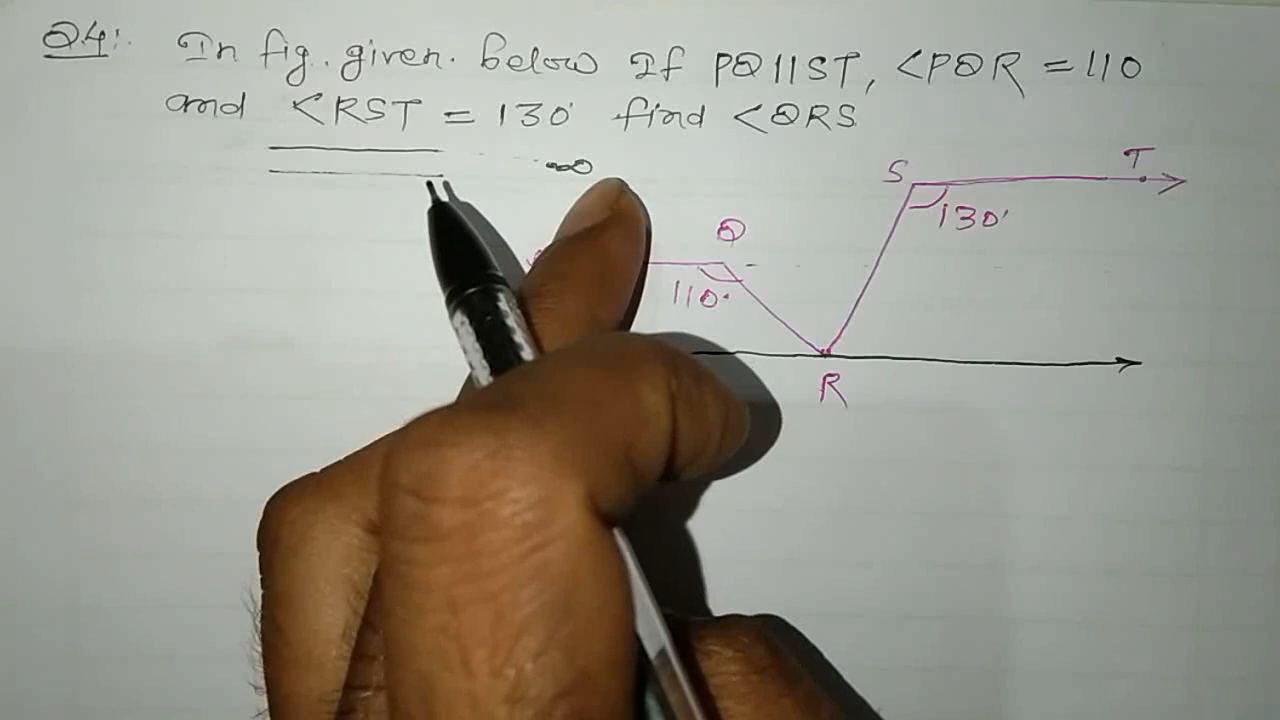 Q4:. In fig. given. below If PQ||ST, <PQR = 110
and <RST = 130° find <QRS
S
T
130°
Q
110°
R